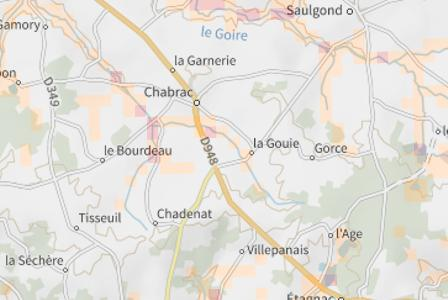 Saulgond
Gamory
le Goire
la Garnerie
D349
Chabrac
D948
la Gouie
Gorce
le Bourdeau
Chadenat
Tisseuil
l'Age
Villepanais
la Séchère
Étagnac